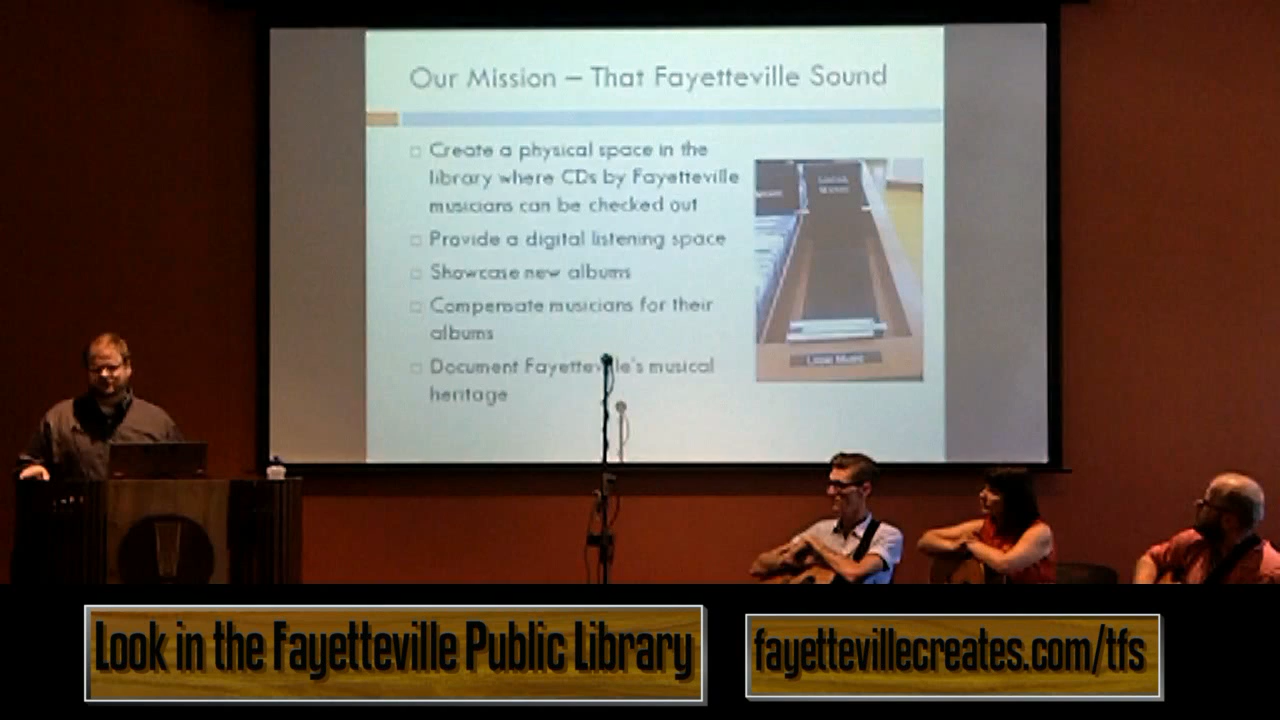 Our Mission – That Fayetteville Sound
Create a physical space in the
library where CDs by Fayetteville
musicians can be checked out
Provide a digital listening space
Showcase new albums
Compensate musicians for their
albums
Document Fayetteville's musical
heritage
Local Music
Look in the Fayetteville Public Library
fayettevillecreates.com/tfs